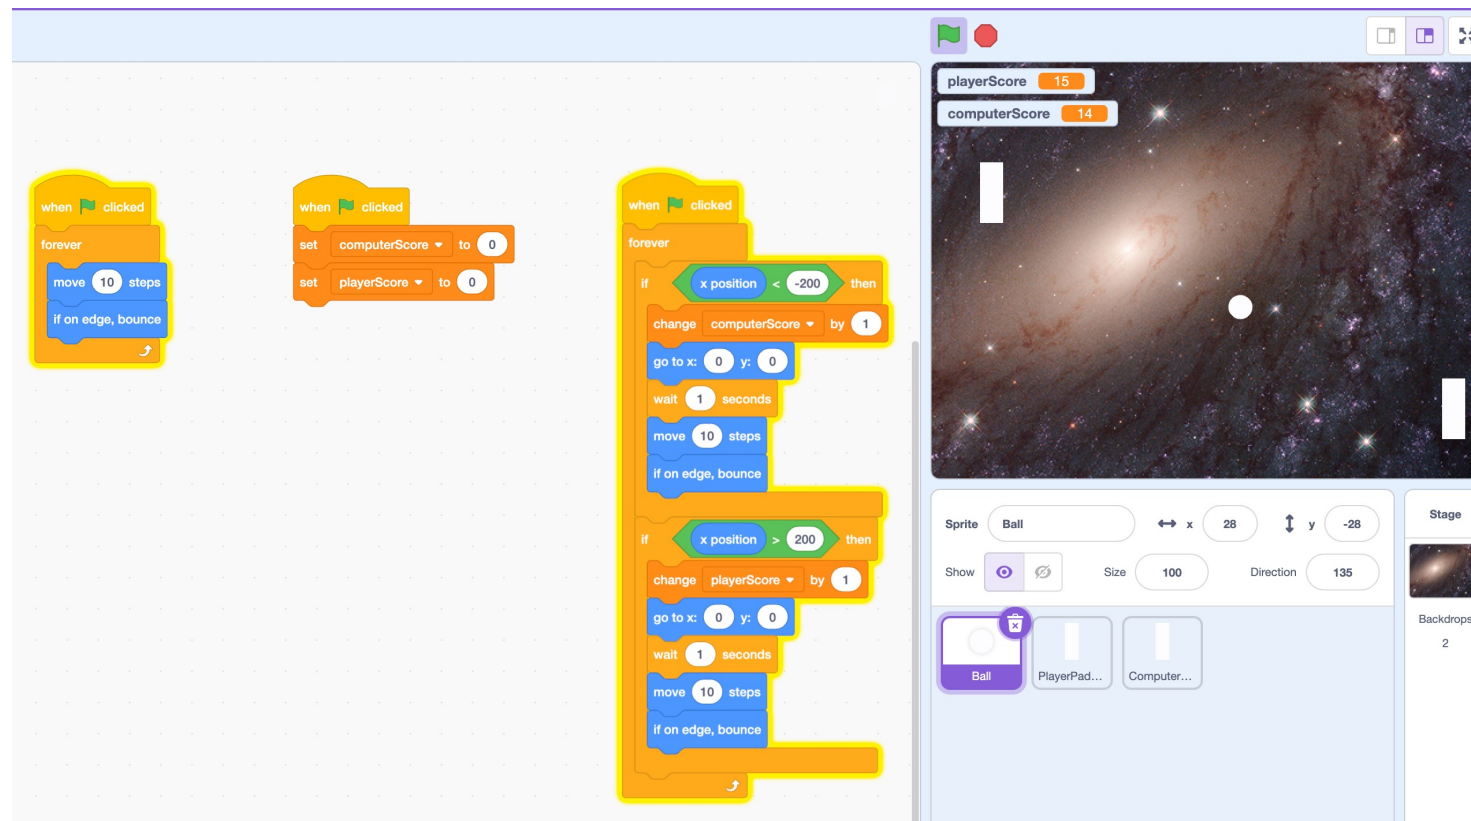 when clicked
forever
move 10 steps
if on edge, bounce
when clicked
set computerScore to 0
set playerScore to 0
when clicked
forever
if x position < -200 then
change computerScore by 1
go to x: 0 y: 0
wait 1 seconds
move 10 steps
if on edge, bounce
if x position > 200 then
change playerScore by 1
go to x: 0 y: 0
wait 1 seconds
move 10 steps
if on edge, bounce
playerScore 15
computerScore 14
Sprite Ball x 28 y -28
Show Size 100 Direction 135
Ball
PlayerPad...
Computer...
Stage
Backdrops
2